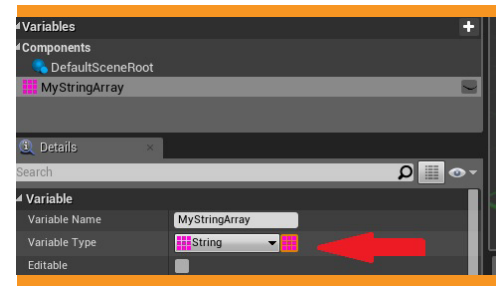 Variables
Components
DefaultSceneRoot
MyStringArray
Details
Search
Variable
Variable Name MyStringArray
Variable Type String
Editable